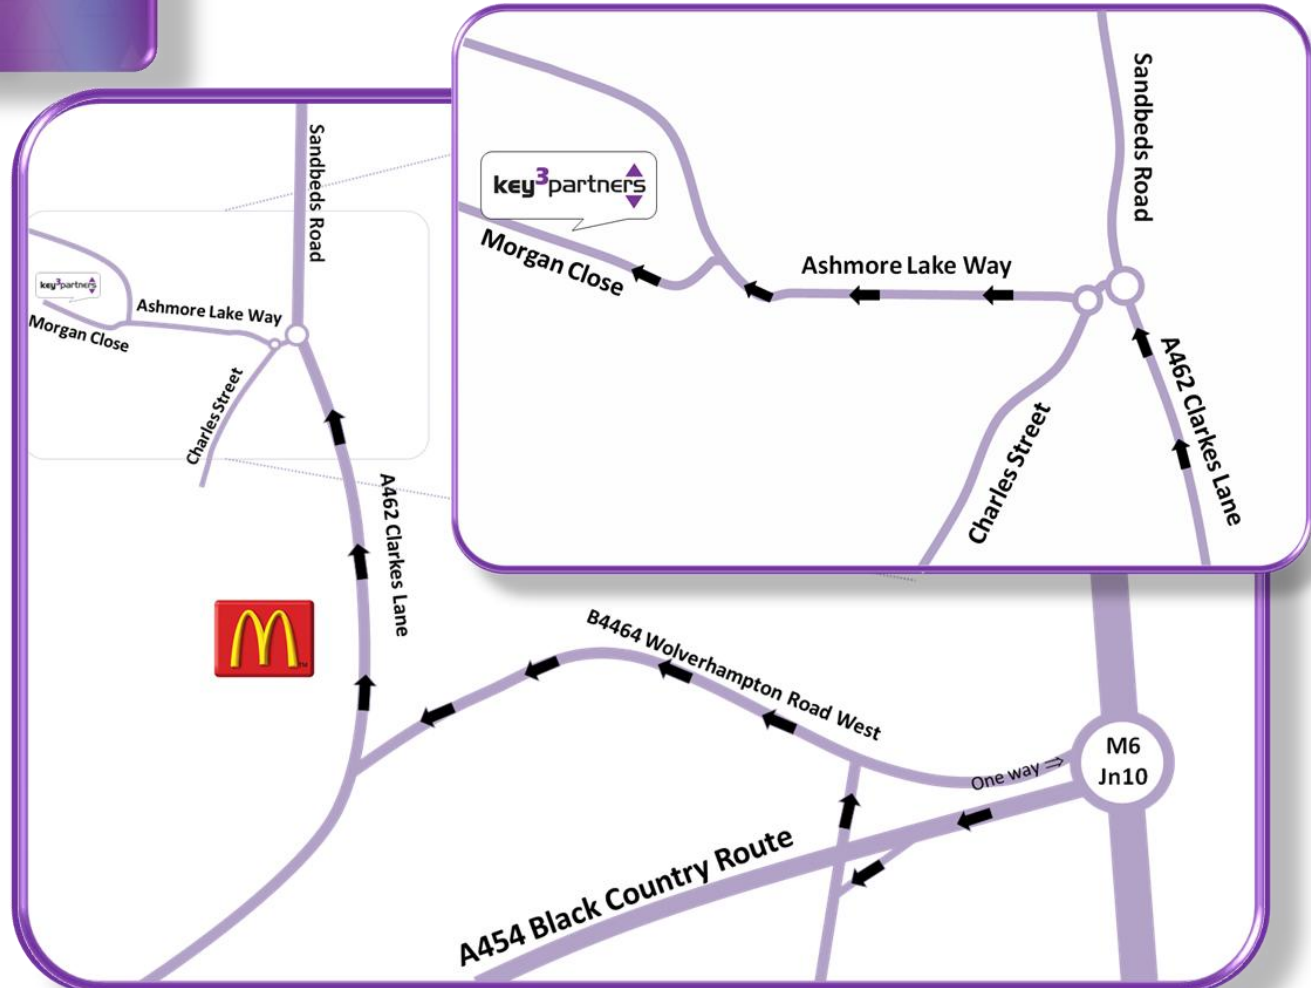 Sandbeds Road
key3partners
Ashmore Lake Way
Morgan Close
Charles Street
A462 Clarkes Lane
Sandbeds Road
key3partners
Morgan Close
Ashmore Lake Way
A462 Clarkes Lane
Charles Street
M
TM
B4464 Wolverhampton Road West
One way ⇒
M6
Jn10
A454 Black Country Route